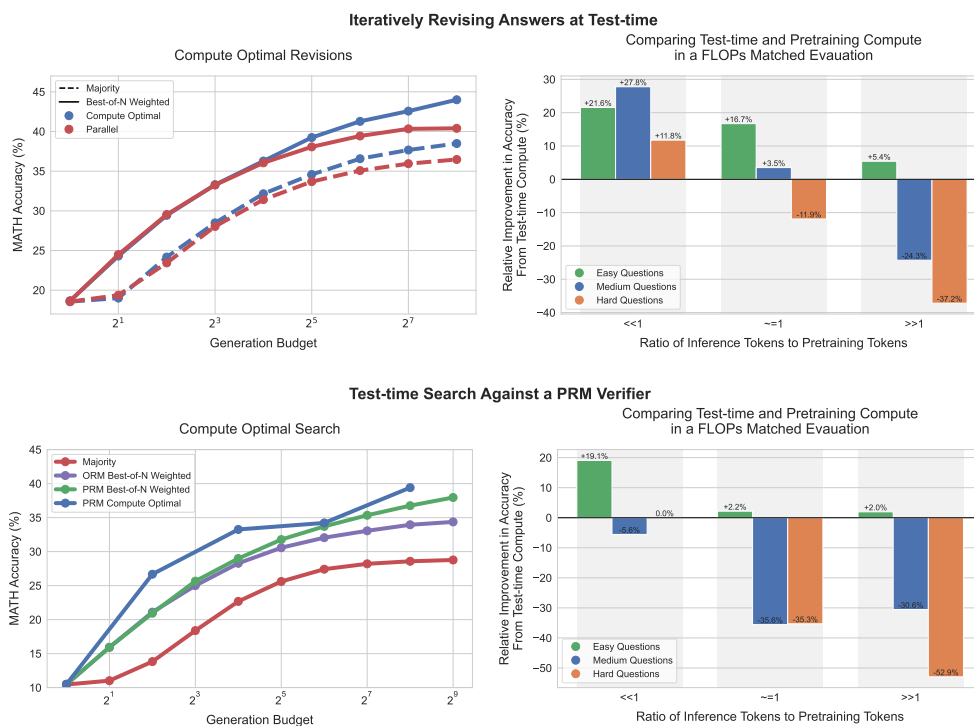 Iteratively Revising Answers at Test-time
Compute Optimal Revisions
Majority
Best-of-N Weighted
Compute Optimal
Parallel
MATH Accuracy (%)
45
40
35
30
25
20
2^1
2^3
2^5
2^7
Generation Budget
Comparing Test-time and Pretraining Compute
in a FLOPs Matched Evauation
Relative Improvement in Accuracy
From Test-time Compute (%)
30
20
10
0
−10
−20
−30
−40
+21.6%
+27.8%
+11.8%
+16.7%
+3.5%
-11.9%
+5.4%
-24.3%
-37.2%
Easy Questions
Medium Questions
Hard Questions
<<1
~=1
>>1
Ratio of Inference Tokens to Pretraining Tokens
Test-time Search Against a PRM Verifier
Compute Optimal Search
Majority
ORM Best-of-N Weighted
PRM Best-of-N Weighted
PRM Compute Optimal
MATH Accuracy (%)
45
40
35
30
25
20
15
10
2^1
2^3
2^5
2^7
2^9
Generation Budget
Comparing Test-time and Pretraining Compute
in a FLOPs Matched Evauation
Relative Improvement in Accuracy
From Test-time Compute (%)
20
10
0
−10
−20
−30
−40
−50
+19.1%
-5.6%
0.0%
+2.2%
-35.6%
-35.3%
+2.0%
-30.6%
-52.9%
Easy Questions
Medium Questions
Hard Questions
<<1
~=1
>>1
Ratio of Inference Tokens to Pretraining Tokens